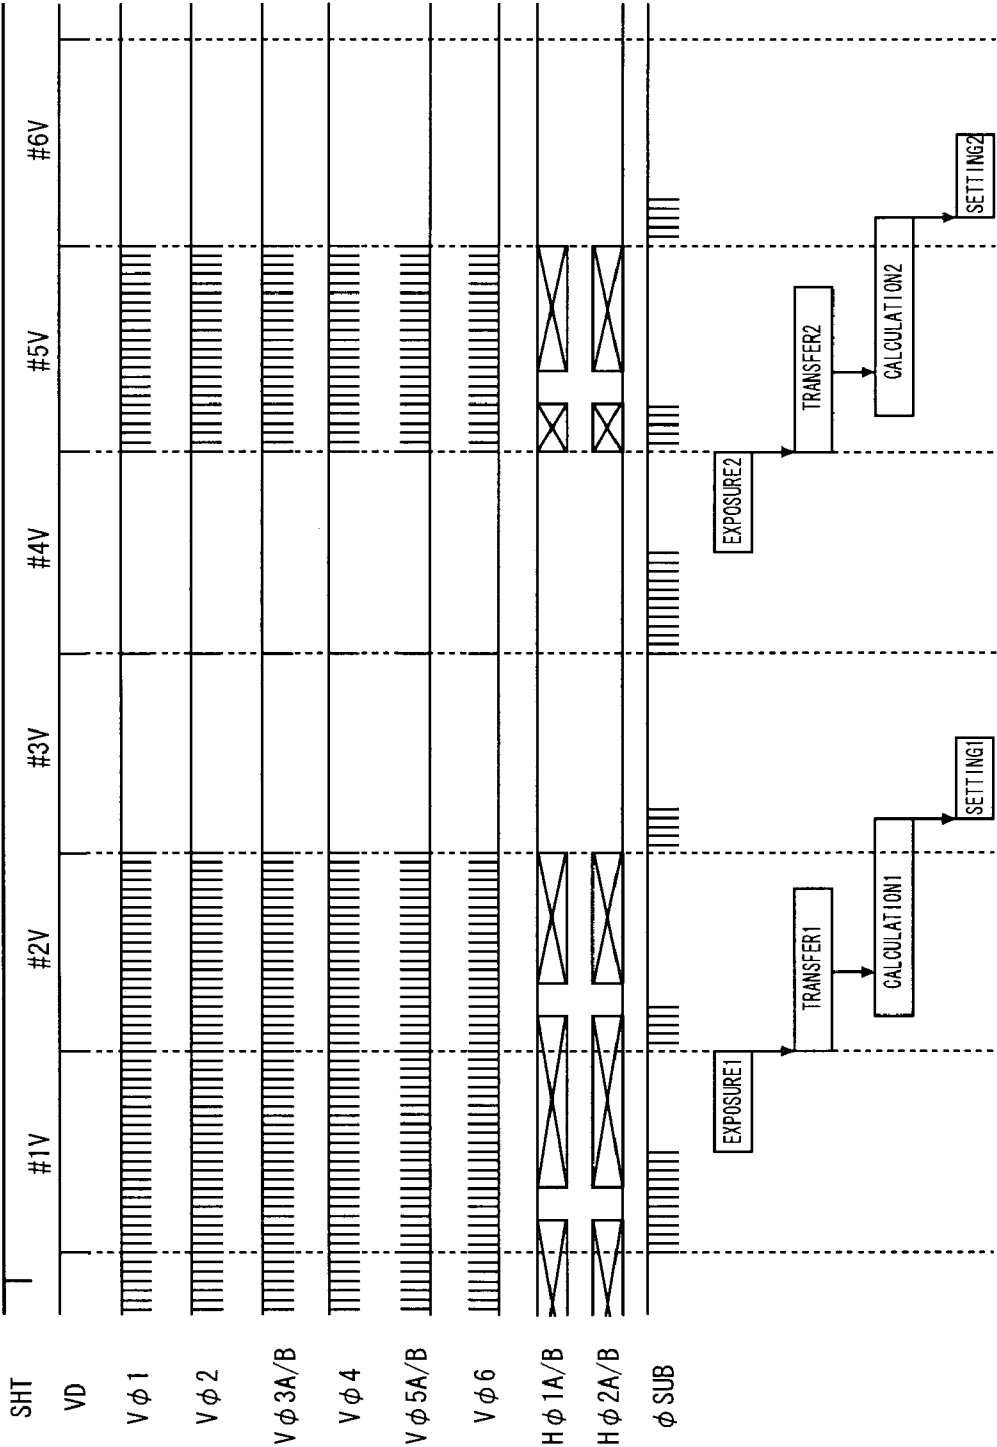 SHT
VD
Vφ1
Vφ2
Vφ3A/B
Vφ4
Vφ5A/B
Vφ6
Hφ1A/B
Hφ2A/B
φSUB
#1V
#2V
#3V
#4V
#5V
#6V
EXPOSURE1
EXPOSURE2
TRANSFER1
TRANSFER2
CALCULATION1
CALCULATION2
SETTING1
SETTING2